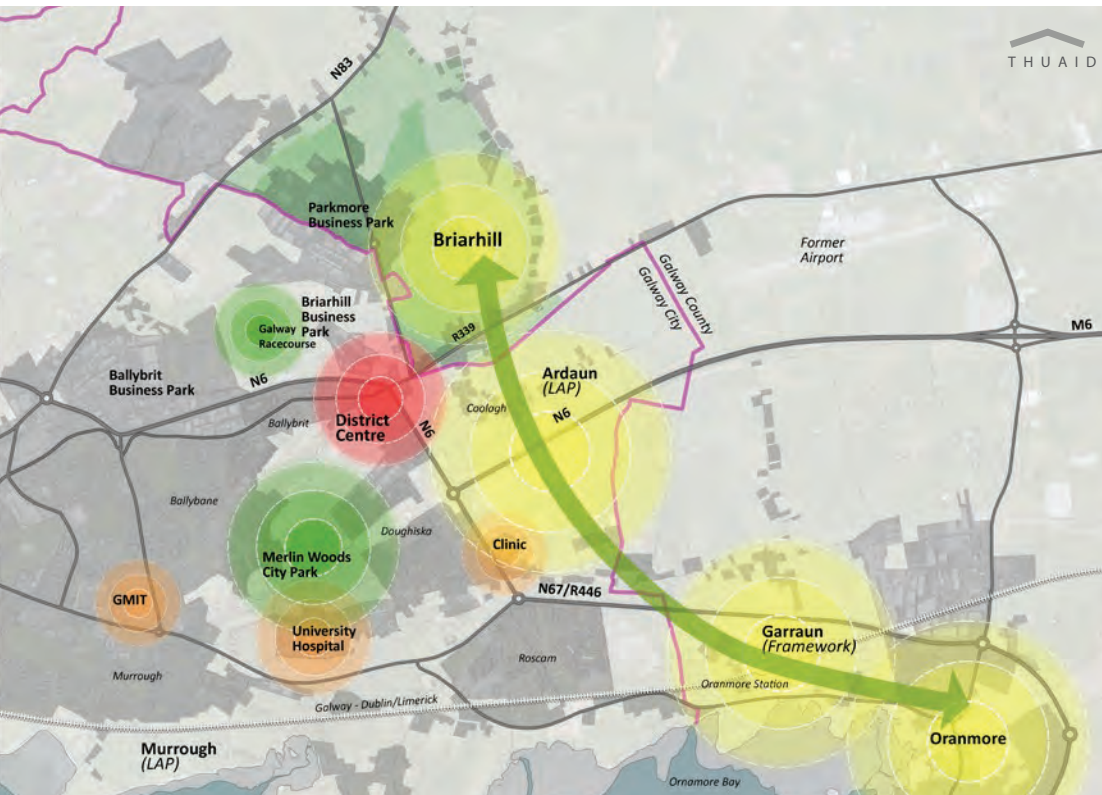 THUAID
N83
Parkmore
Business Park
Briarhill
Former
Airport
Galway County
Galway City
Briarhill
Business
Park
Galway
Racecourse
R339
M6
N6
Ballybrit
Business Park
Ardaun
(LAP)
Coolagh
N6
District
Centre
N6
Ballybrit
Ballybane
Doughiska
Clinic
Merlin Woods
City Park
N67/R446
GMIT
University
Hospital
Garraun
(Framework)
Roscam
Murrough
Oranmore Station
Galway - Dublin/Limerick
Oranmore
Murrough
(LAP)
Ornamore Bay